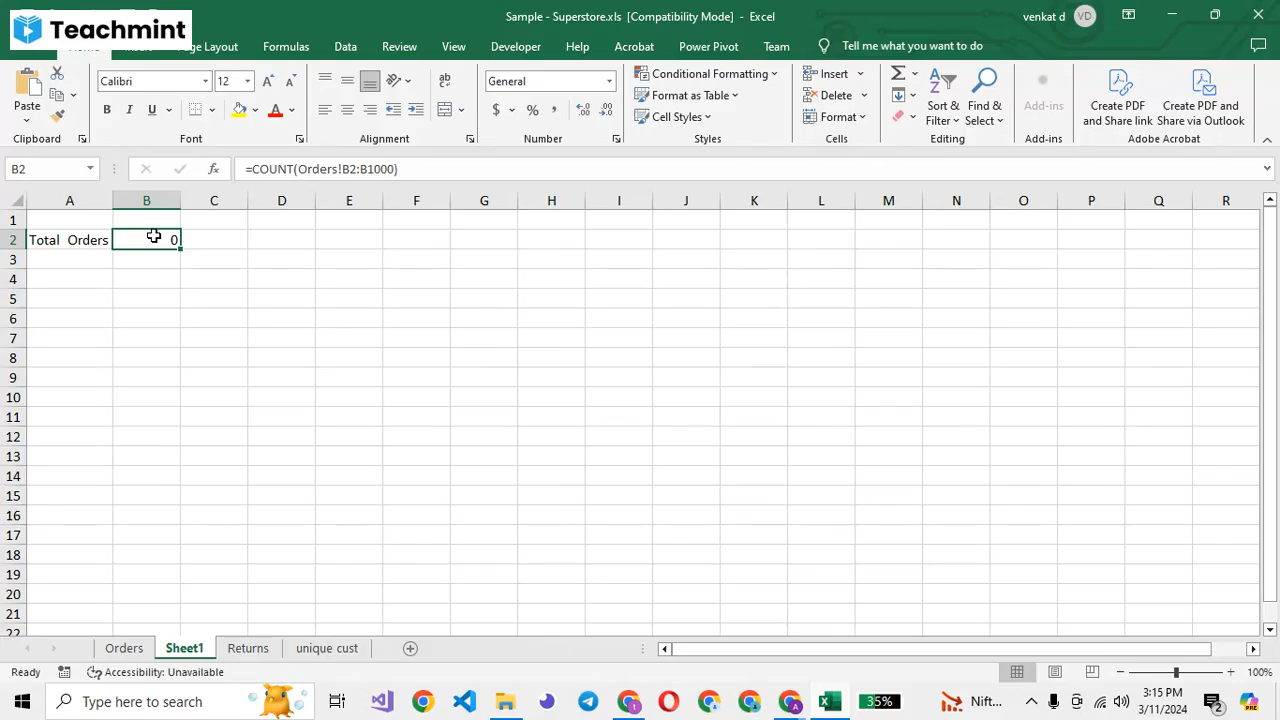 Teachmint
Sample - Superstore.xls [Compatibility Mode] - Excel
venkat d
VD
Page Layout
Formulas
Data
Review
View
Developer
Help
Acrobat
Power Pivot
Team
Tell me what you want to do
Paste
Clipboard
Calibri
12
B I U
Font
ab
Alignment
General
$ % ,
Number
Conditional Formatting
Format as Table
Cell Styles
Styles
Insert
Delete
Format
Cells
Sort &
Filter
Find &
Select
Editing
Add-ins
Add-ins
Create PDF
and Share link
Create PDF and
Share via Outlook
Adobe Acrobat
B2
fx
=COUNT(Orders!B2:B1000)
A B C D E F G H I J K L M N O P Q R
1
2 Total Orders 0
3
4
5
6
7
8
9
10
11
12
13
14
15
16
17
18
19
20
21
22
Orders
Sheet1
Returns
unique cust
Ready
Accessibility: Unavailable
100%
Type here to search
35%
Nift...
3:15 PM
3/11/2024
2